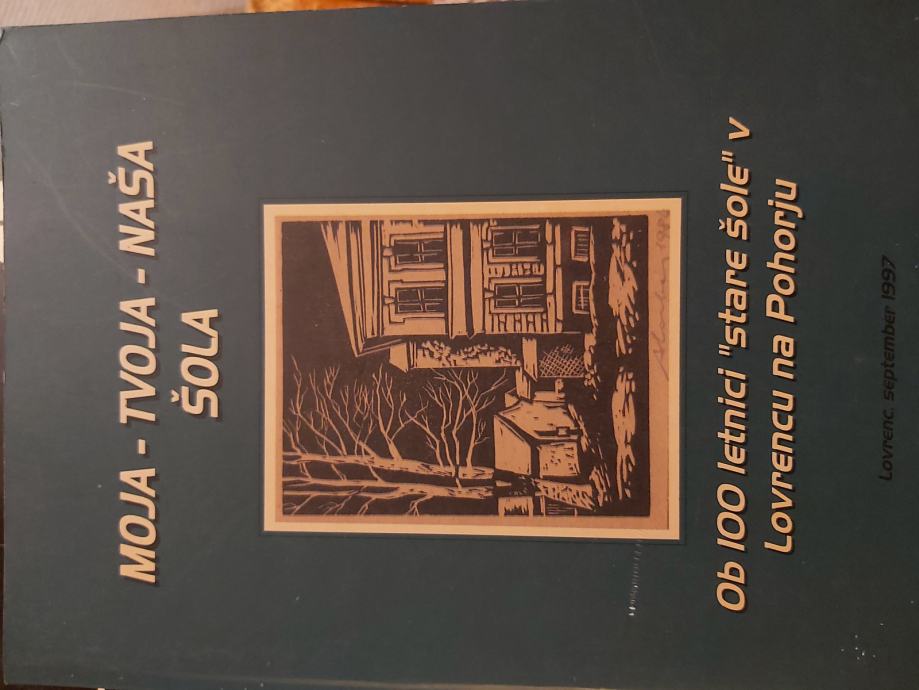 MOJA - TVOJA - NAŠA
ŠOLA
Ob 100 letnici "stare šole" v
Lovrencu na Pohorju
Lovrenc, september 1997